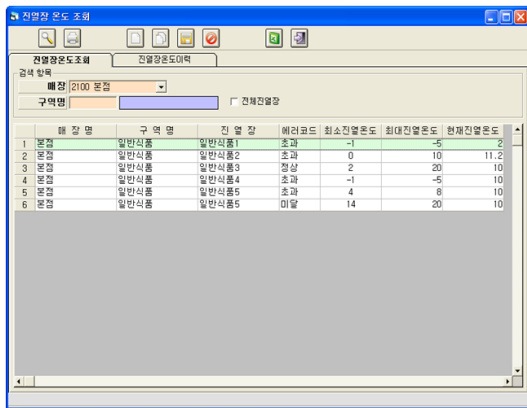 진열장 온도 조회
진열장온도조회 진열장온도이력
검색 항목
매장 2100 본점
구역명 전체진열장
매 장 명 구 역 명 진 열 장 에러코드 최소진열온도 최대진열온도 현재진열온도
1 본점 일반식품 일반식품1 초과 -1 -5 2
2 본점 일반식품 일반식품2 초과 0 10 11.2
3 본점 일반식품 일반식품3 정상 2 20 10
4 본점 일반식품 일반식품4 초과 -1 -5 10
5 본점 일반식품 일반식품5 초과 4 8 10
6 본점 일반식품 일반식품5 미달 14 20 10